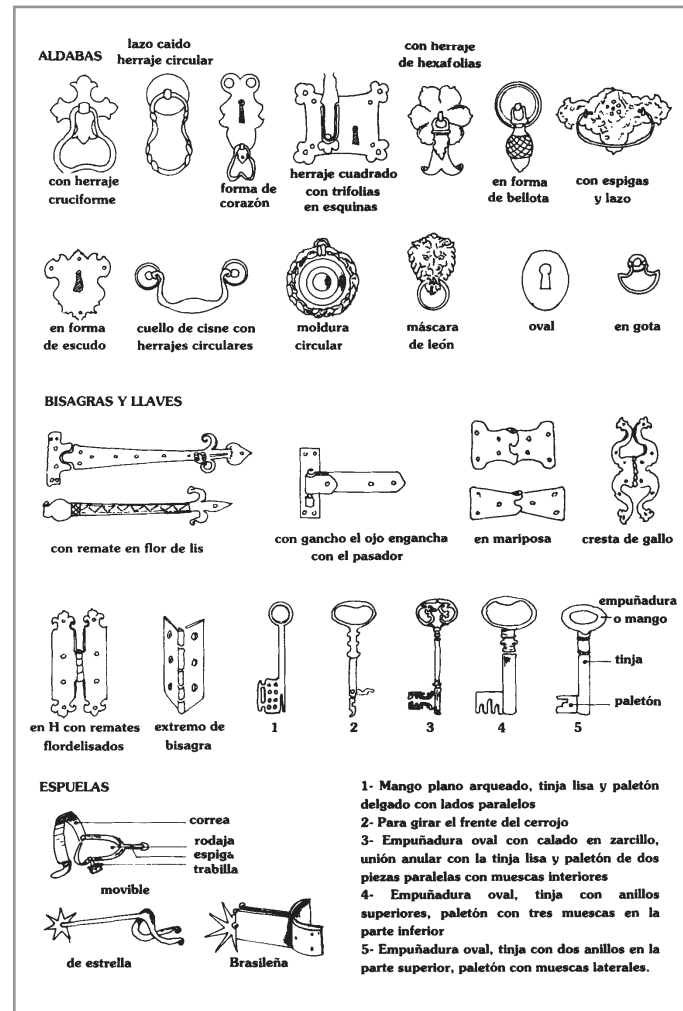 ALDABAS
lazo caido
herraje circular
con herraje
de hexafolias
con herraje
cruciforme
forma de
corazón
herraje cuadrado
con trifolias
en esquinas
en forma
de bellota
con espigas
y lazo
en forma
de escudo
cuello de cisne con
herrajes circulares
moldura
circular
máscara
de león
oval
en gota
BISAGRAS Y LLAVES
con remate en flor de lis
con gancho el ojo engancha
con el pasador
en mariposa
cresta de gallo
empuñadura
o mango
tinja
paletón
en H con remates
flordelisados
extremo de
bisagra
1
2
3
4
5
ESPUELAS
correa
rodaja
espiga
trabilla
movible
de estrella
Brasileña
1- Mango plano arqueado, tinja lisa y paletón
delgado con lados paralelos
2- Para girar el frente del cerrojo
3- Empuñadura oval con calado en zarcillo,
unión anular con la tinja lisa y paletón de dos
piezas paralelas con muescas interiores
4- Empuñadura oval, tinja con anillos
superiores, paletón con tres muescas en la
parte inferior
5- Empuñadura oval, tinja con dos anillos en la
parte superior, paletón con muescas laterales.